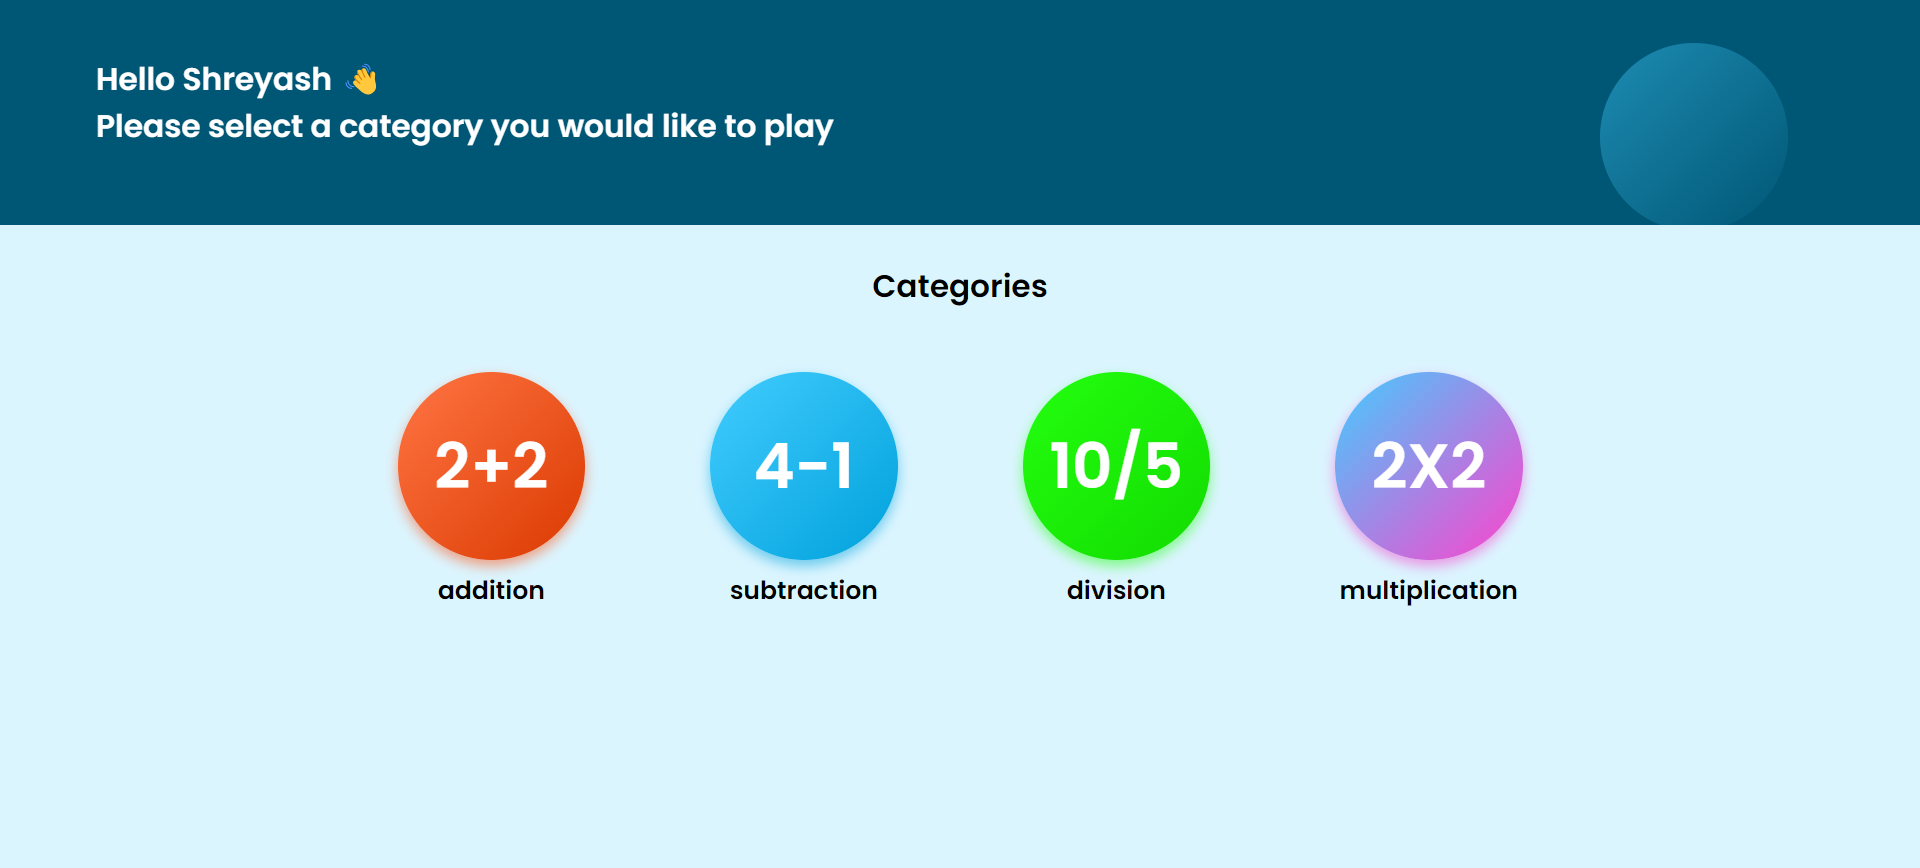 Hello Shreyash 👋
Please select a category you would like to play
Categories
2+2
4-1
10/5
2X2
addition
subtraction
division
multiplication